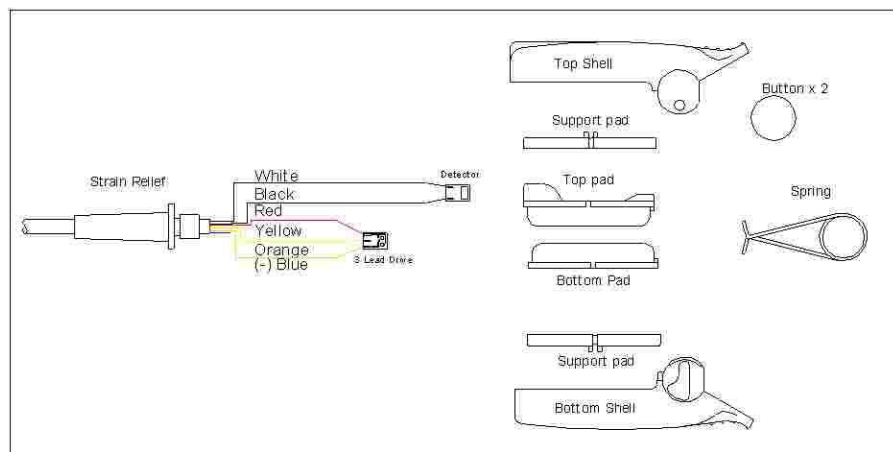 Strain Relief
White
Black
Red
Yellow
Orange
(-) Blue
Detector
3 Lead Drive
Top Shell
Button x 2
Support pad
Top pad
Spring
Bottom Pad
Support pad
Bottom Shell